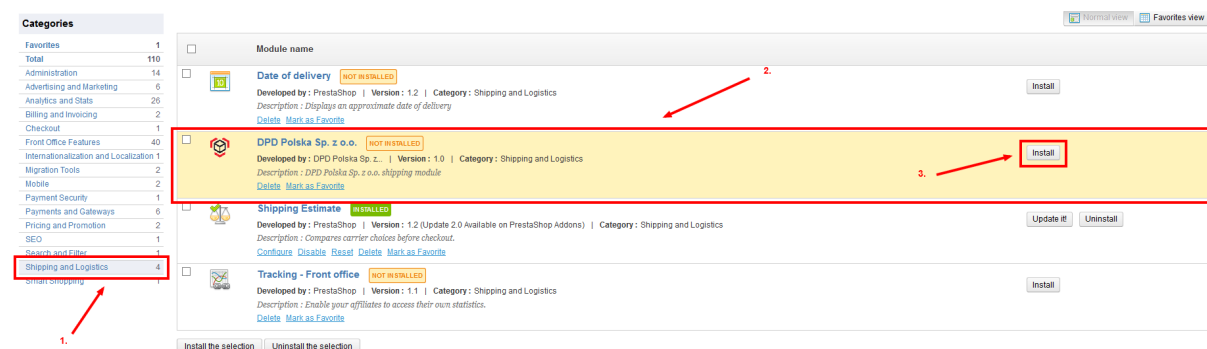 Normal view Favorites view
Categories
Favorites 1
Total 110
Administration 14
Advertising and Marketing 6
Analytics and Stats 26
Billing and Invoicing 2
Checkout 1
Front Office Features 40
Internationalization and Localization 1
Migration Tools 2
Mobile 2
Payment Security 1
Payments and Gateways 6
Pricing and Promotion 2
SEO 1
Search and Filter 1
Shipping and Logistics 4
Smart Shopping 1
1.
Module name
Date of delivery NOT INSTALLED
2.
Developed by : PrestaShop | Version : 1.2 | Category : Shipping and Logistics
Install
Description : Displays an approximate date of delivery
Delete Mark as Favorite
DPD Polska Sp. z o.o. NOT INSTALLED
Developed by : DPD Polska Sp. z... | Version : 1.0 | Category : Shipping and Logistics
Install
3.
Description : DPD Polska Sp. z o.o. shipping module
Delete Mark as Favorite
Shipping Estimate INSTALLED
Developed by : PrestaShop | Version : 1.2 (Update 2.0 Available on PrestaShop Addons) | Category : Shipping and Logistics
Update it! Uninstall
Description : Compares carrier choices before checkout.
Configure Disable Reset Delete Mark as Favorite
Tracking - Front office NOT INSTALLED
Developed by : PrestaShop | Version : 1.1 | Category : Shipping and Logistics
Install
Description : Enable your affiliates to access their own statistics.
Delete Mark as Favorite
Install the selection Uninstall the selection